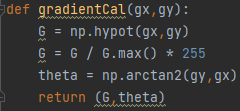 def gradientCal(gx,gy):
G = np.hypot(gx,gy)
G = G / G.max() * 255
theta = np.arctan2(gy,gx)
return (G,theta)